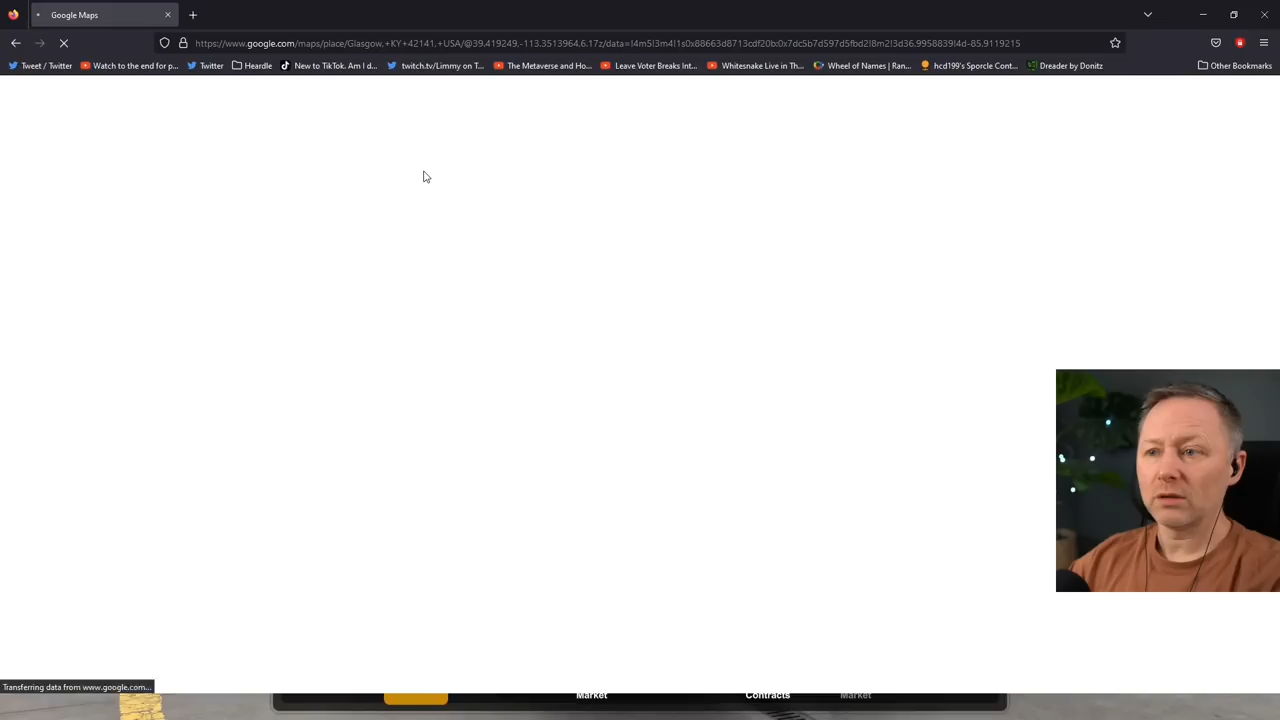 Google Maps
https://www.google.com/maps/place/Glasgow,+KY+42141,+USA/@39.419249,-113.3513964,6.17z/data=!4m5!3m4!1s0x88663d8713cdf20b:0x7dc5b7d597d5fbd2!8m2!3d36.9958839!4d-85.9119215
Tweet / Twitter Watch to the end for p... Twitter Heardle New to TikTok. Am I d... twitch.tv/Limmy on T... The Metaverse and Ho... Leave Voter Breaks Int... Whitesnake Live in Th... Wheel of Names | Ran... hcd199's Sporcle Cont... Dreader by Donitz Other Bookmarks
Transferring data from www.google.com...
Market Contracts Market